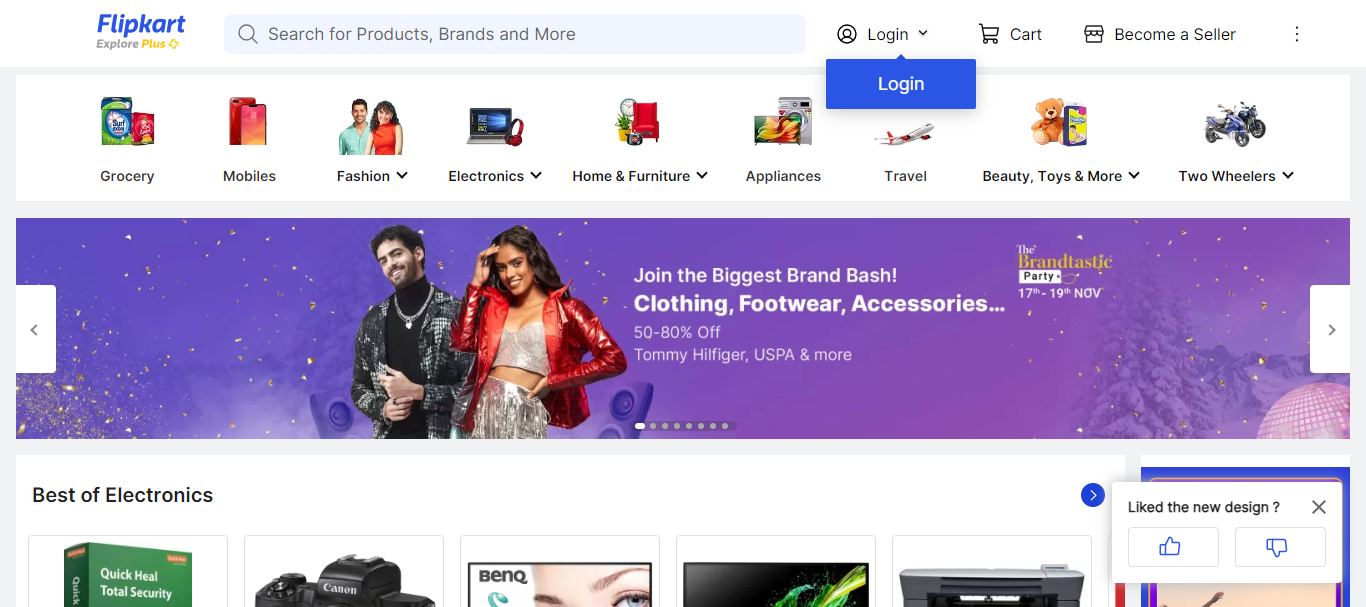 Flipkart
Explore Plus
Search for Products, Brands and More
Login
Cart
Become a Seller
Login
Grocery
Mobiles
Fashion
Electronics
Home & Furniture
Appliances
Travel
Beauty, Toys & More
Two Wheelers
Join the Biggest Brand Bash!
Clothing, Footwear, Accessories...
50-80% Off
Tommy Hilfiger, USPA & more
The
Brandtastic
Party
17th - 19th NOV
Best of Electronics
Liked the new design ?
Quick Heal
Total Security
Canon
BenQ